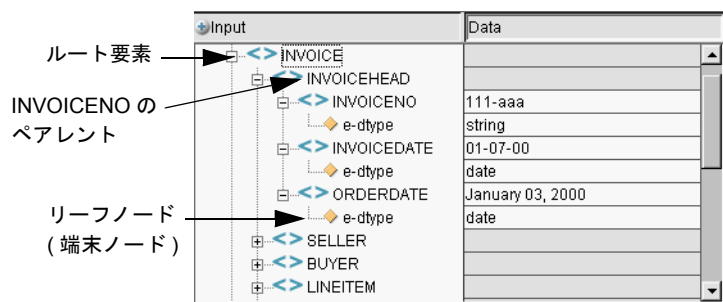 Input Data
ルート要素 INVOICE
INVOICEHEAD
INVOICENO の
ペアレント
INVOICENO 111-aaa
e-dtype string
INVOICEDATE 01-07-00
e-dtype date
ORDERDATE January 03, 2000
リーフノード
(端末ノード)
e-dtype date
SELLER
BUYER
LINEITEM